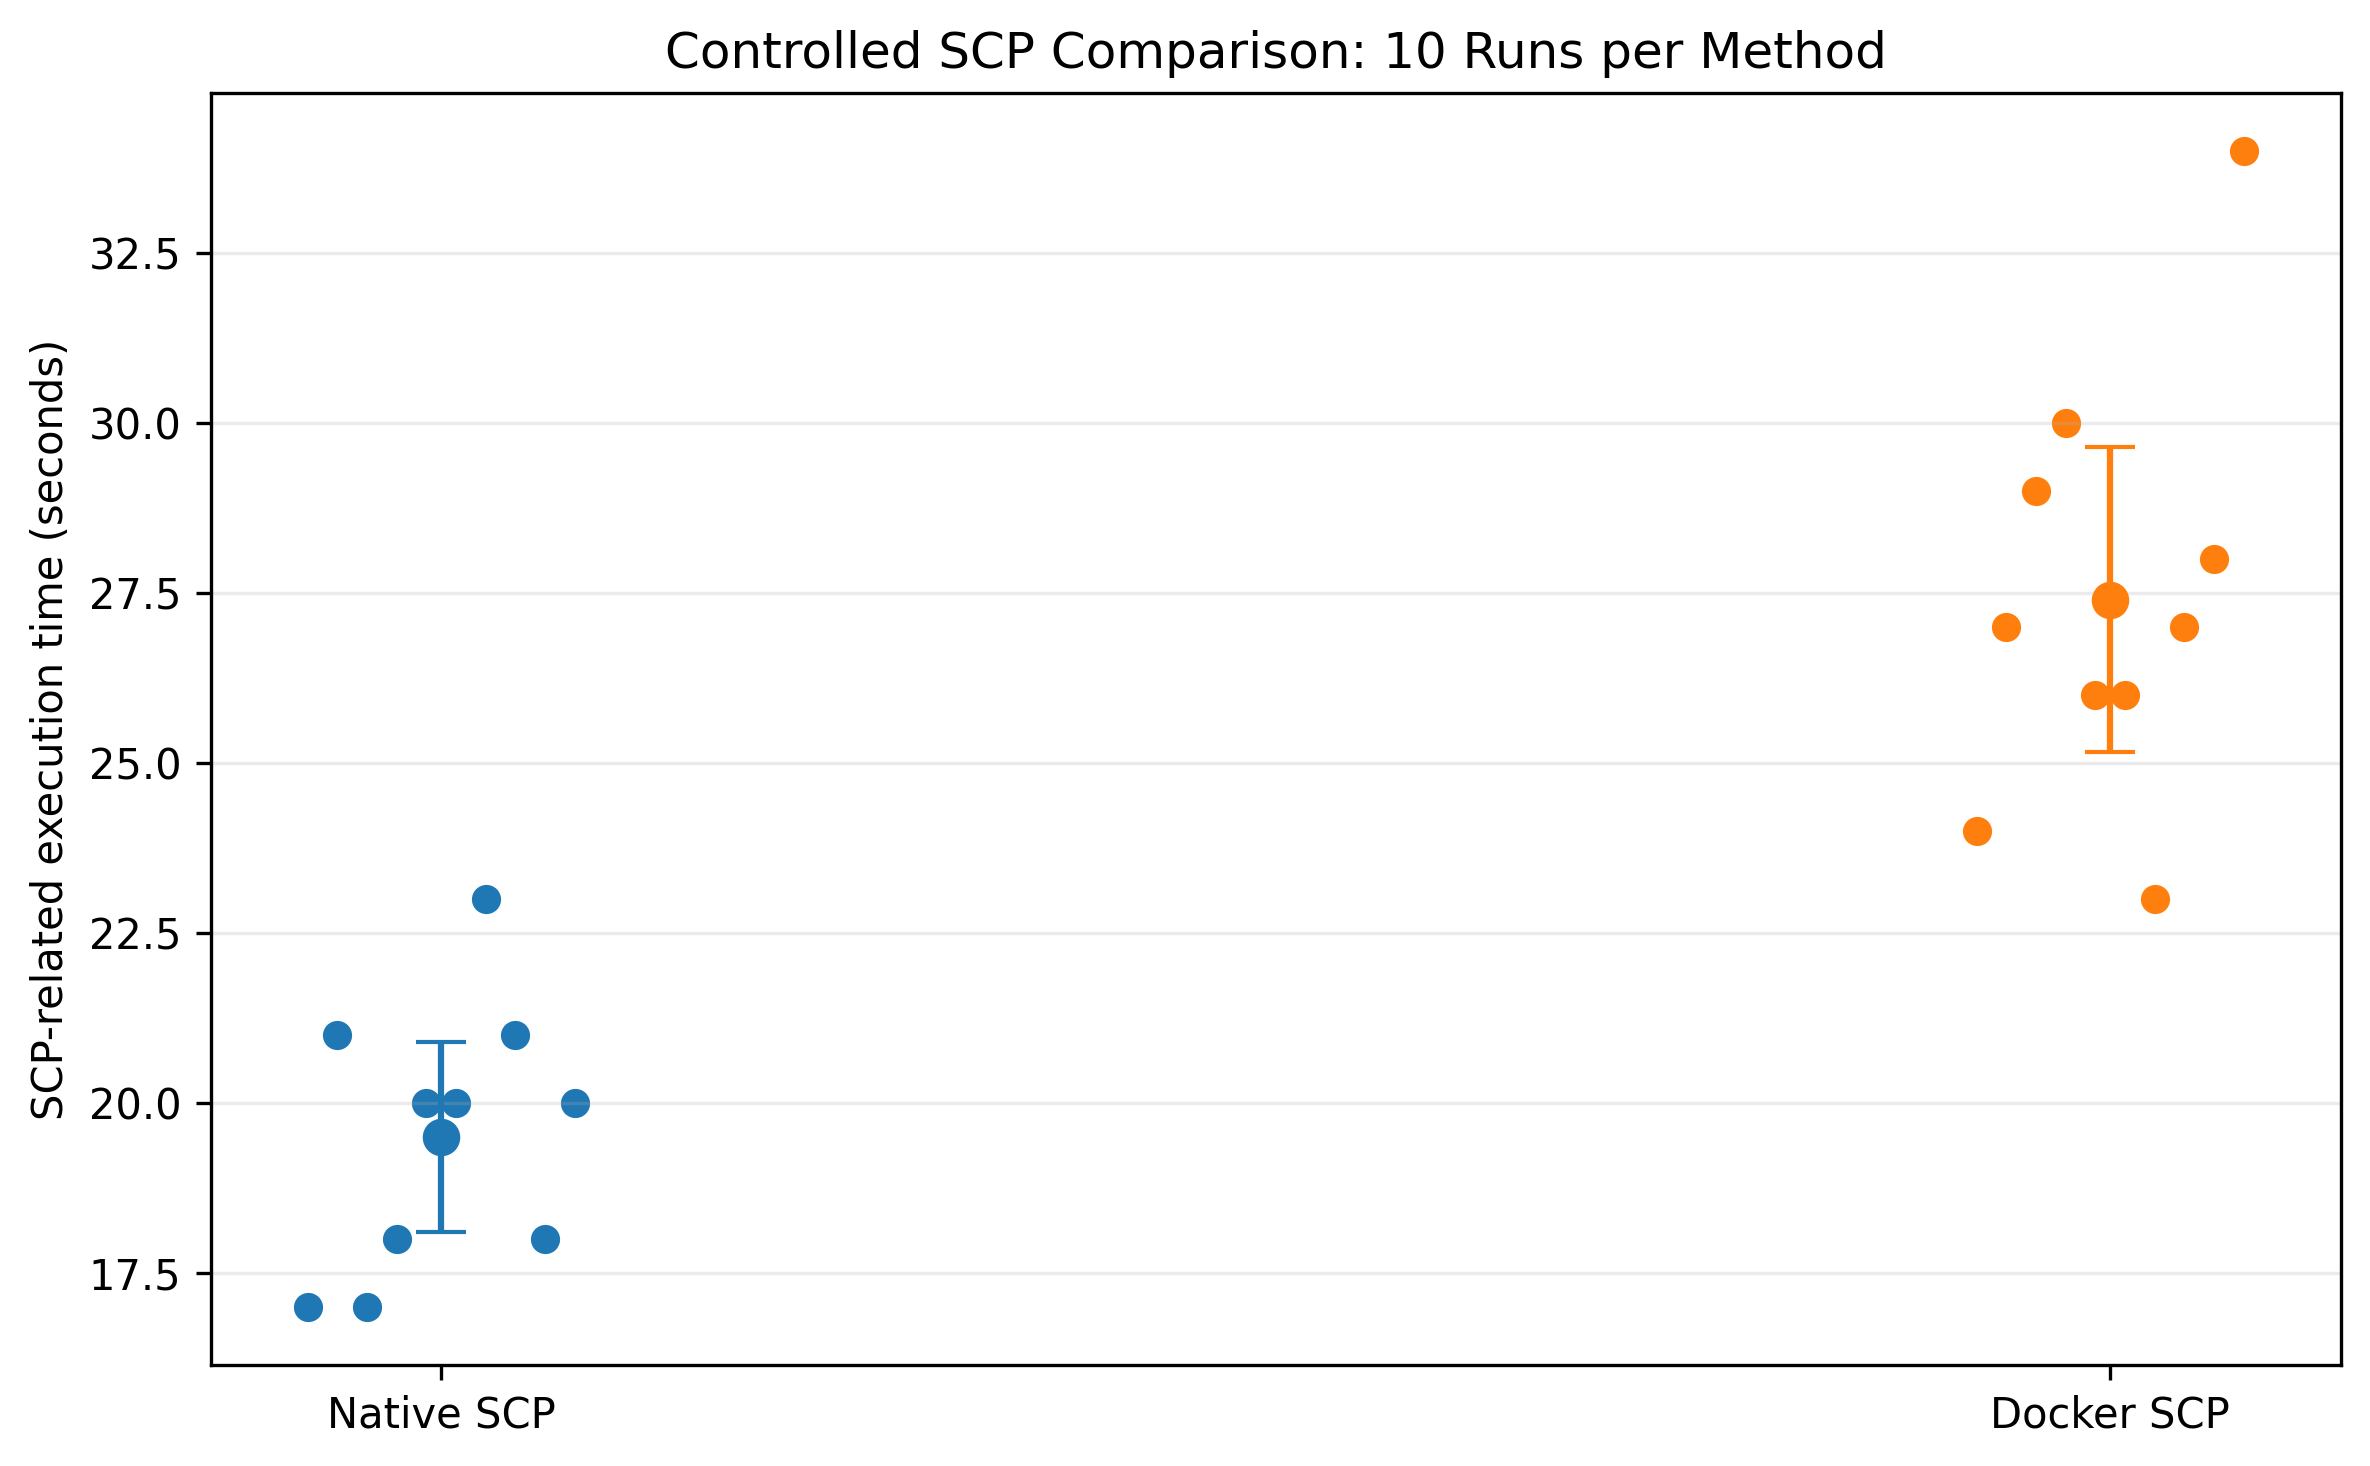 Controlled SCP Comparison: 10 Runs per Method
SCP-related execution time (seconds)
32.5
30.0
27.5
25.0
22.5
20.0
17.5
Native SCP
Docker SCP